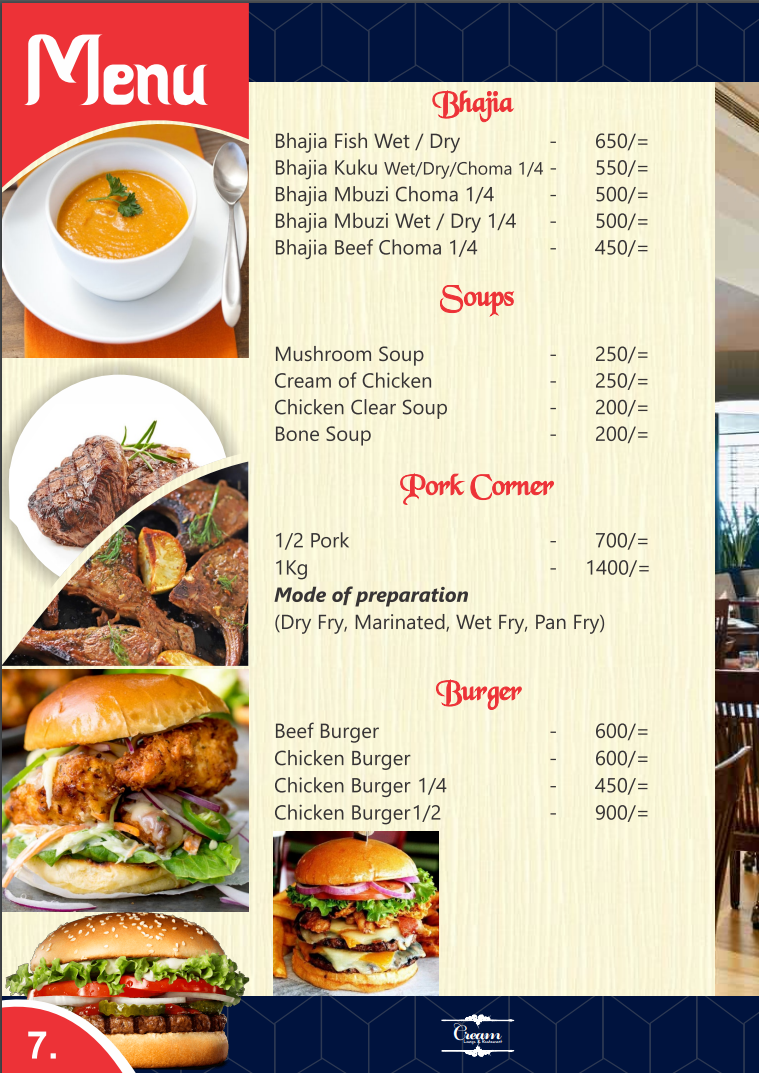 Menu
Bhajia
Bhajia Fish Wet / Dry - 650/=
Bhajia Kuku Wet/Dry/Choma 1/4 - 550/=
Bhajia Mbuzi Choma 1/4 - 500/=
Bhajia Mbuzi Wet / Dry 1/4 - 500/=
Bhajia Beef Choma 1/4 - 450/=
Soups
Mushroom Soup - 250/=
Cream of Chicken - 250/=
Chicken Clear Soup - 200/=
Bone Soup - 200/=
Pork Corner
1/2 Pork - 700/=
1Kg - 1400/=
Mode of preparation
(Dry Fry, Marinated, Wet Fry, Pan Fry)
Burger
Beef Burger - 600/=
Chicken Burger - 600/=
Chicken Burger 1/4 - 450/=
Chicken Burger1/2 - 900/=
7.
Cream
Lounge & Restaurant